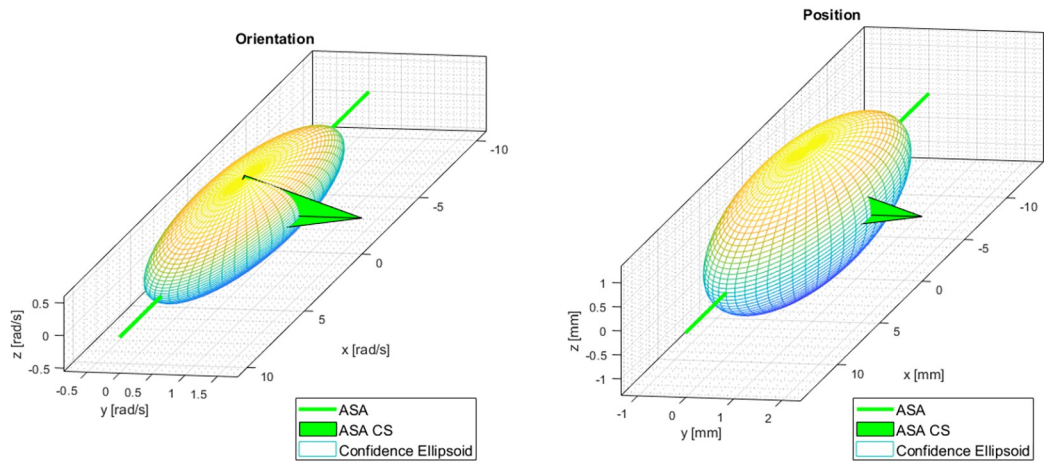 Orientation
-10
-5
0
5
10
x [rad/s]
0.5
0
-0.5
z [rad/s]
-0.5
0
0.5
1
1.5
y [rad/s]
ASA
ASA CS
Confidence Ellipsoid
Position
-10
-5
0
5
10
x [mm]
1
0.5
0
-0.5
-1
z [mm]
-1
0
1
2
y [mm]
ASA
ASA CS
Confidence Ellipsoid